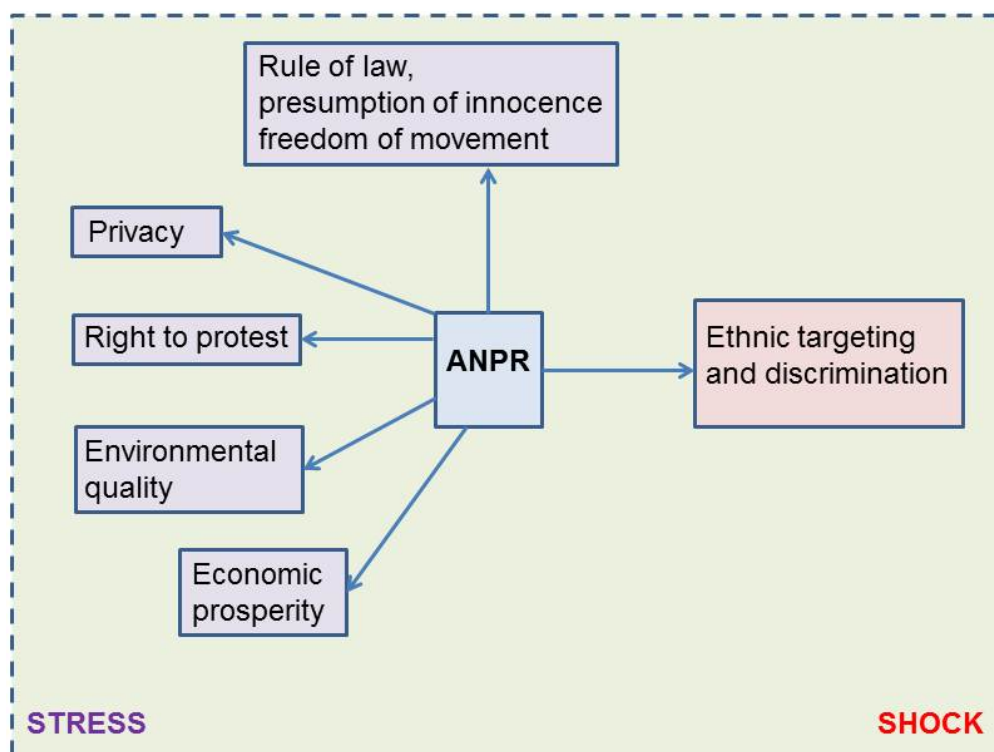 Rule of law,
presumption of innocence
freedom of movement
Privacy
Right to protest
ANPR
Ethnic targeting
and discrimination
Environmental
quality
Economic
prosperity
STRESS
SHOCK